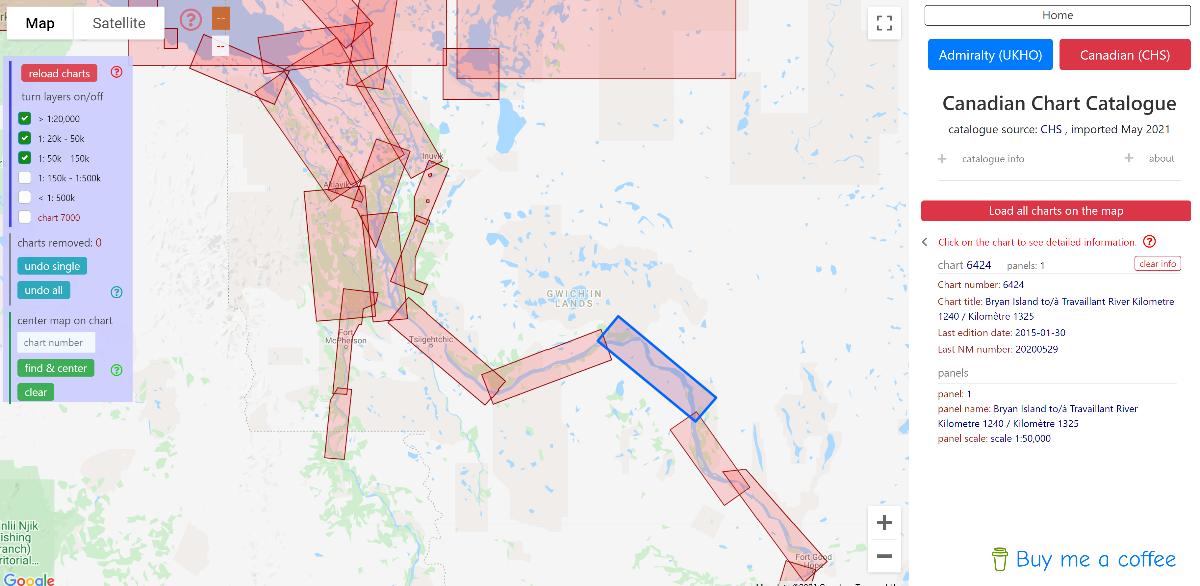 Map
Satellite
?
--
--
reload charts
?
turn layers on/off
> 1:20,000
1: 20k - 50k
1: 50k - 150k
1: 150k - 1:500k
< 1: 500k
chart 7000
charts removed: 0
undo single
undo all
?
center map on chart
chart number
find & center
?
clear
Inuvik
Aklavik
GWICH'IN
LANDS
Fort
McPherson
Tsiigehtchic
Fort Good
Hope
nlii Njik
ishing
ranch)
ritorial...
Google
+
−
Home
Admiralty (UKHO)
Canadian (CHS)
Canadian Chart Catalogue
catalogue source: CHS , imported May 2021
+ catalogue info
+ about
Load all charts on the map
Click on the chart to see detailed information. ?
chart 6424 panels: 1
clear info
Chart number: 6424
Chart title: Bryan Island to/à Travaillant River Kilometre
1240 / Kilomètre 1325
Last edition date: 2015-01-30
Last NM number: 20200529
panels
panel: 1
panel name: Bryan Island to/à Travaillant River
Kilometre 1240 / Kilomètre 1325
panel scale: scale 1:50,000
Buy me a coffee